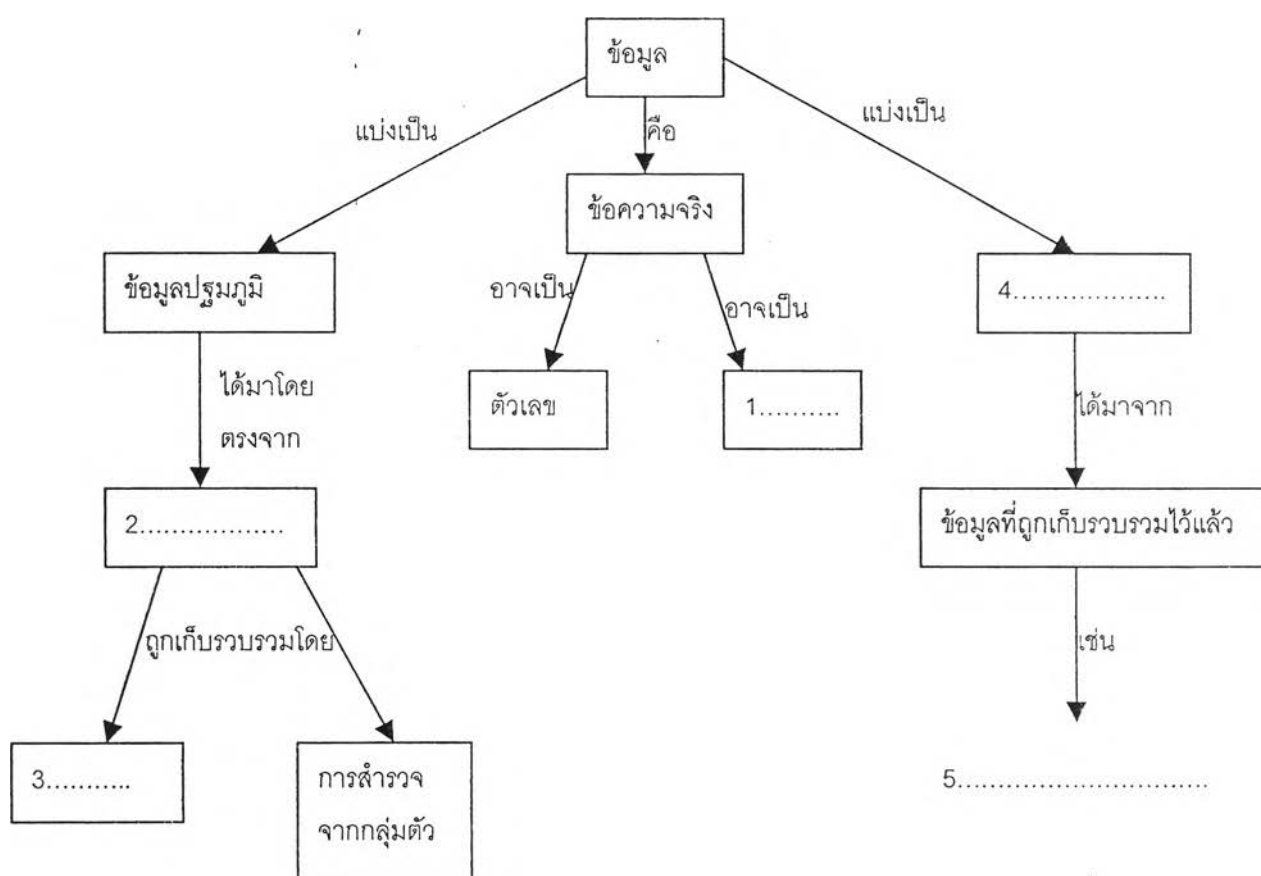 ข้อมูล
แบ่งเป็น
คือ
แบ่งเป็น
ข้อความจริง
ข้อมูลปฐมภูมิ
อาจเป็น
อาจเป็น
4...................
ได้มาโดย
ตรงจาก
ตัวเลข
1..........
ได้มาจาก
2..................
ข้อมูลที่ถูกเก็บรวบรวมไว้แล้ว
ถูกเก็บรวบรวมโดย
เช่น
3...........
การสำรวจ
จากกลุ่มตัว
5...............................